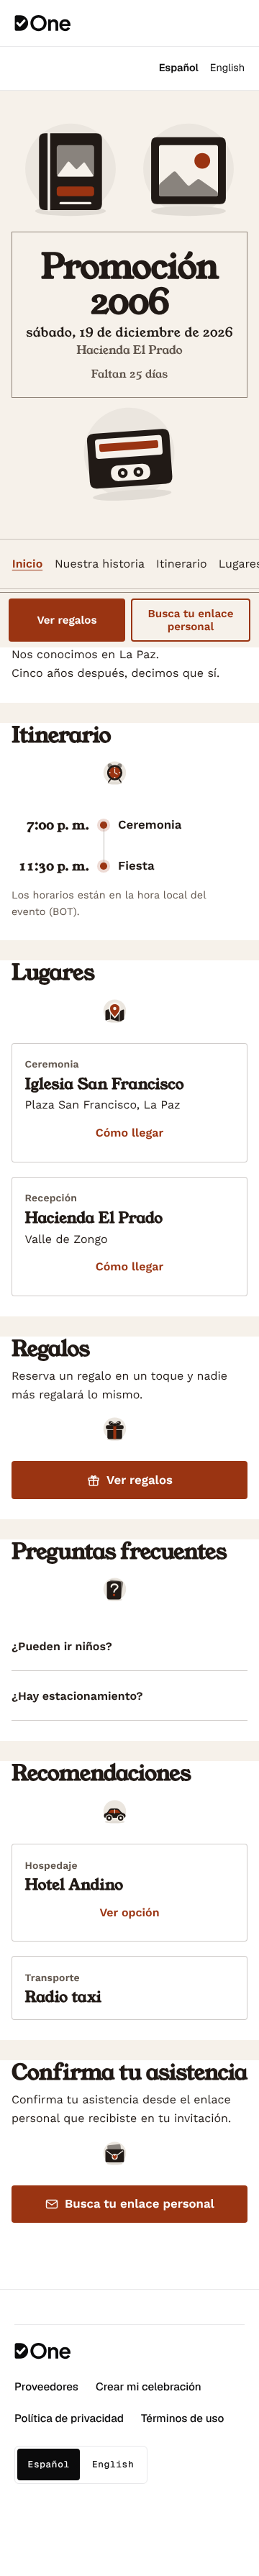 One
Español English
Promoción
2006
sábado, 19 de diciembre de 2026
Hacienda El Prado
Faltan 25 días
Inicio Nuestra historia Itinerario Lugares
Ver regalos
Busca tu enlace
personal
Nos conocimos en La Paz.
Cinco años después, decimos que sí.
Itinerario
7:00 p. m. Ceremonia
11:30 p. m. Fiesta
Los horarios están en la hora local del
evento (BOT).
Lugares
Ceremonia
Iglesia San Francisco
Plaza San Francisco, La Paz
Cómo llegar
Recepción
Hacienda El Prado
Valle de Zongo
Cómo llegar
Regalos
Reserva un regalo en un toque y nadie
más regalará lo mismo.
Ver regalos
Preguntas frecuentes
?
¿Pueden ir niños?
¿Hay estacionamiento?
Recomendaciones
Hospedaje
Hotel Andino
Ver opción
Transporte
Radio taxi
Confirma tu asistencia
Confirma tu asistencia desde el enlace
personal que recibiste en tu invitación.
Busca tu enlace personal
One
Proveedores Crear mi celebración
Política de privacidad Términos de uso
Español English